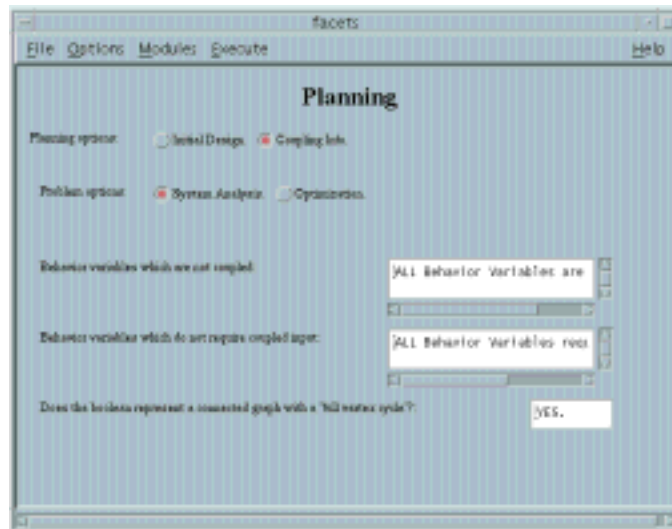 facets
File Options Modules Execute Help
Planning
Planning options: Initial Design. Coupling Info.
Problem options: System Analysis. Optimization.
Behavior variables which are not coupled:
ALL Behavior Variables are
Behavior variables which do not require coupled input:
ALL Behavior Variables requ
Does the boolean represent a connected graph with a "full vertex cycle"?:
YES.